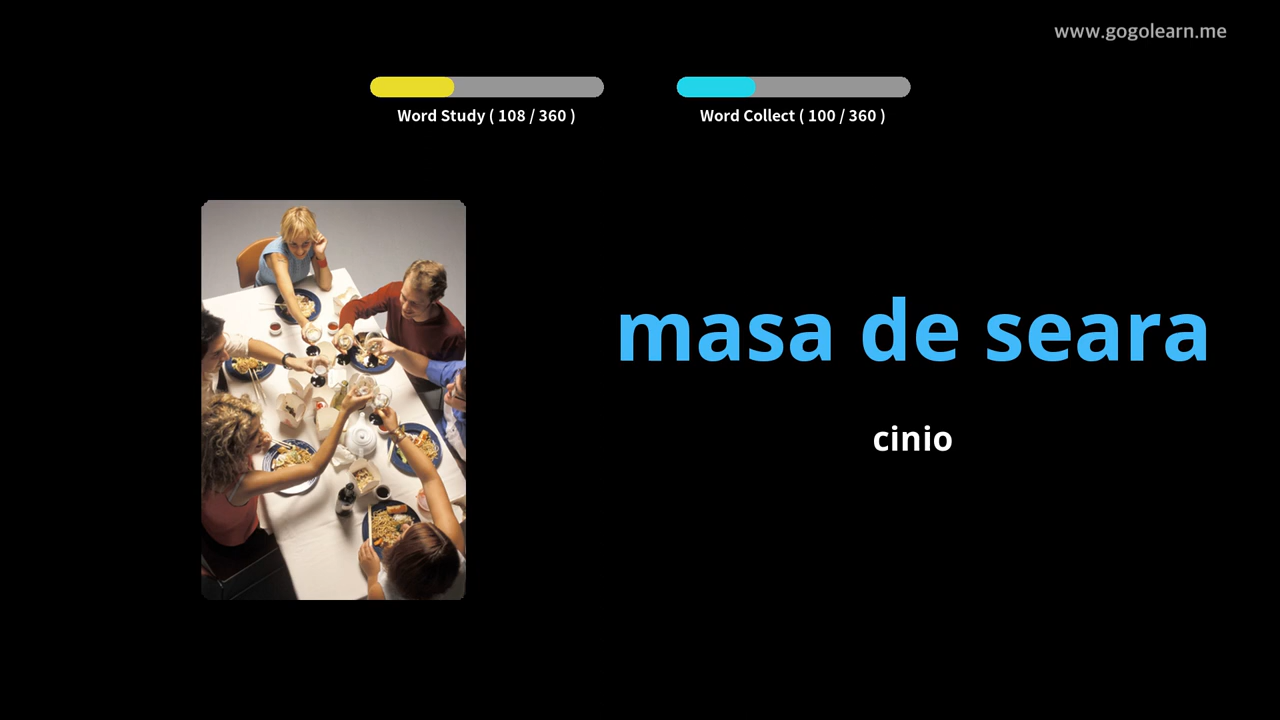 www.gogolearn.me
Word Study ( 108 / 360 )
Word Collect ( 100 / 360 )
masa de seara
cinio